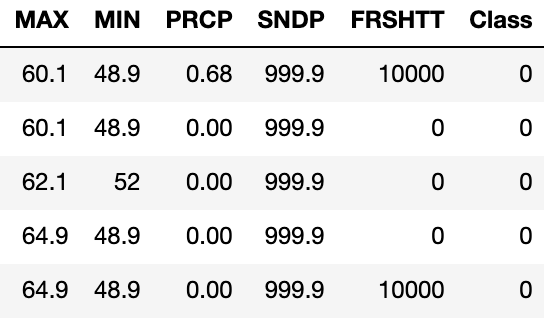 MAX MIN PRCP SNDP FRSHTT Class
60.1 48.9 0.68 999.9 10000 0
60.1 48.9 0.00 999.9 0 0
62.1 52 0.00 999.9 0 0
64.9 48.9 0.00 999.9 0 0
64.9 48.9 0.00 999.9 10000 0